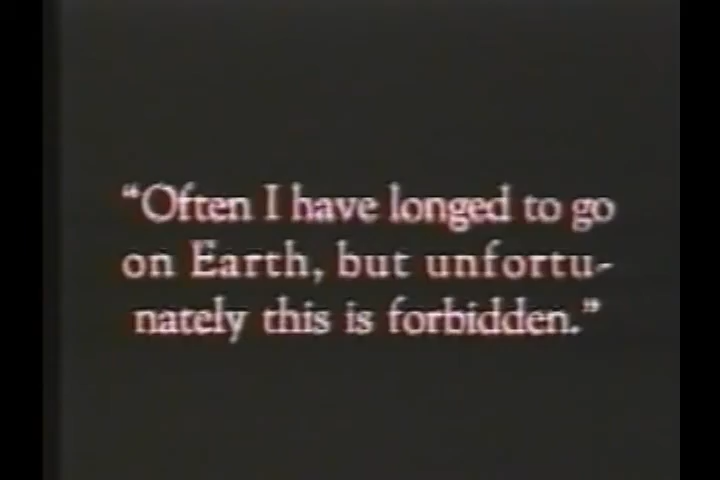 “Often I have longed to go
on Earth, but unfortu-
nately this is forbidden.”